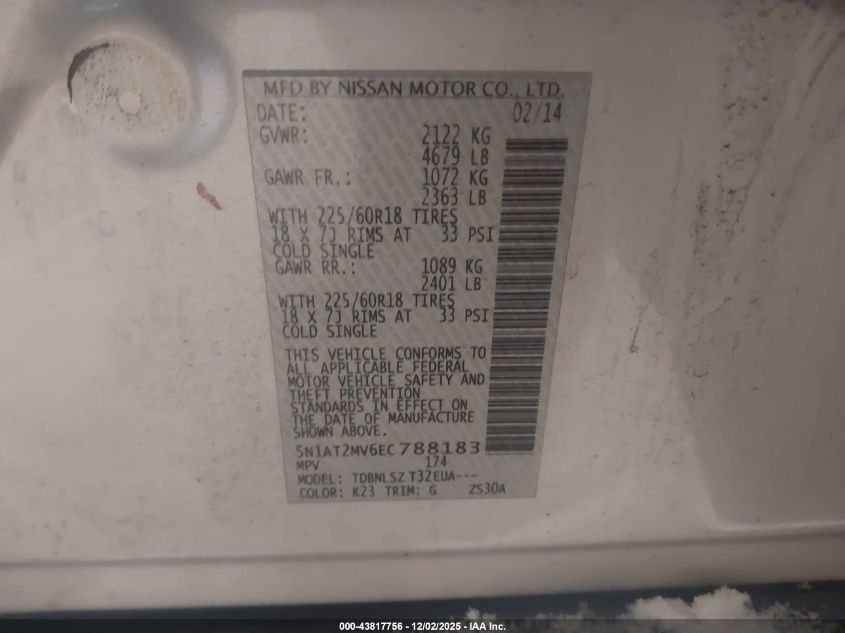 MFD BY NISSAN MOTOR CO., LTD.
DATE: 02/14
GVWR: 2122 KG
4679 LB
GAWR FR.: 1072 KG
2363 LB
WITH 225/60R18 TIRES
18 X 7J RIMS AT 33 PSI
COLD SINGLE
GAWR RR.: 1089 KG
2401 LB
WITH 225/60R18 TIRES
18 X 7J RIMS AT 33 PSI
COLD SINGLE
THIS VEHICLE CONFORMS TO
ALL APPLICABLE FEDERAL
MOTOR VEHICLE SAFETY AND
THEFT PREVENTION
STANDARDS IN EFFECT ON
THE DATE OF MANUFACTURE
SHOWN ABOVE.
5N1AT2MV6EC788183
MPV 174
MODEL: TDBNLSZ T32EUA---
COLOR: K23 TRIM: G ZS30A
000-43817756 - 12/02/2025 - IAA Inc.